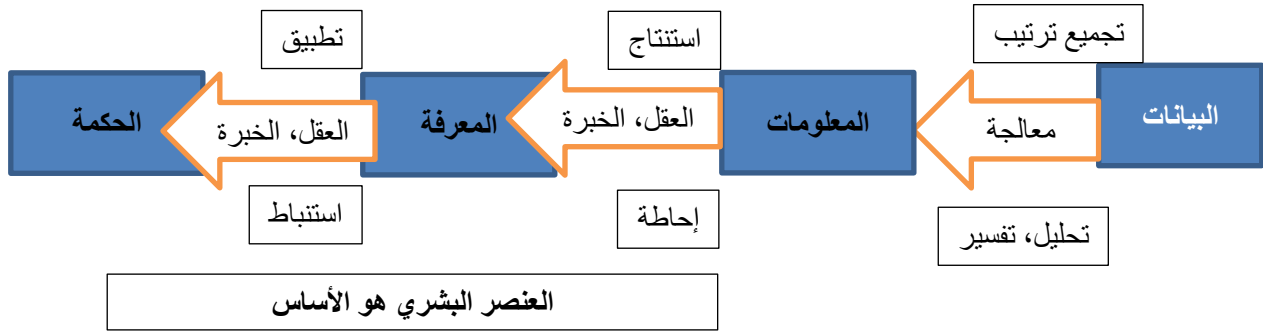 تجميع ترتيب
استنتاج
تطبيق
البيانات
معالجة
المعلومات
العقل، الخبرة
المعرفة
العقل، الخبرة
الحكمة
تحليل، تفسير
إحاطة
استنباط
العنصر البشري هو الأساس